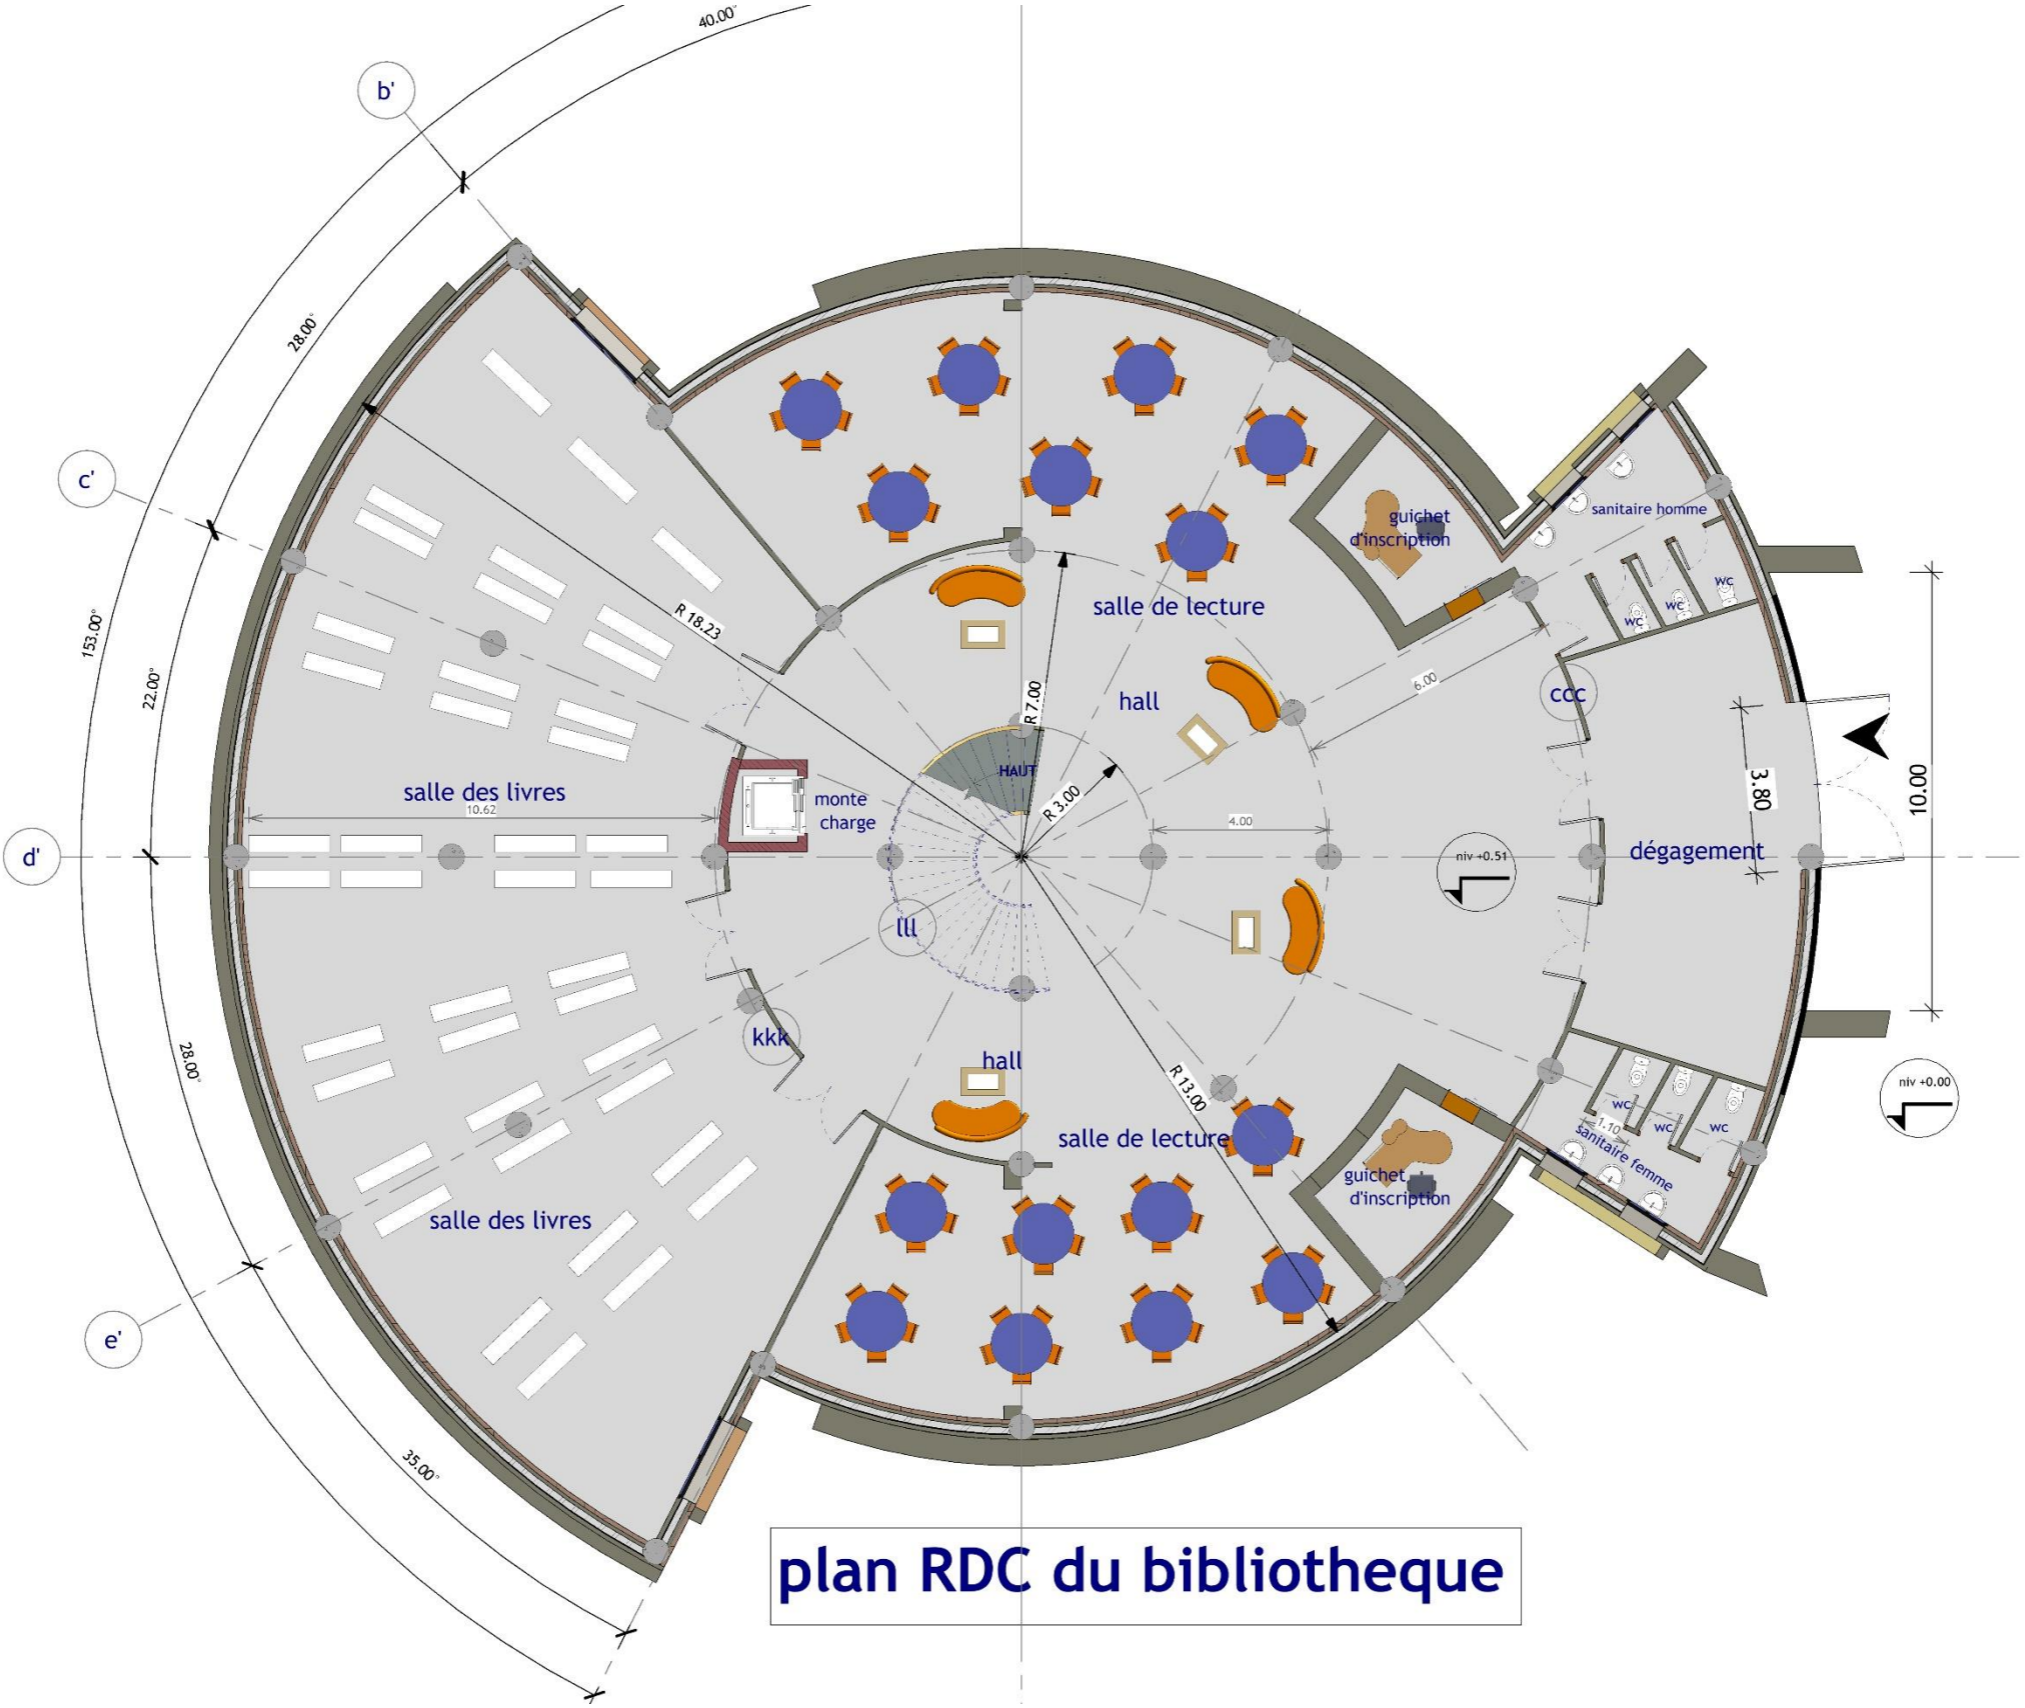 40.00°
b'
28.00°
c'
sanitaire homme
guichet
d'inscription
wc
wc
wc
153.00°
R 18.23
salle de lecture
22.00°
R 7.00
hall
6.00
ccc
HAUT
3.80
10.00
salle des livres
10.62
monte
charge
R 3.00
4.00
d'
niv +0.51
dégagement
lll
kkk
hall
28.00°
R 13.00
niv +0.00
wc
1.10
wc
wc
sanitaire femme
salle de lecture
guichet
d'inscription
salle des livres
e'
35.00°
plan RDC du bibliotheque